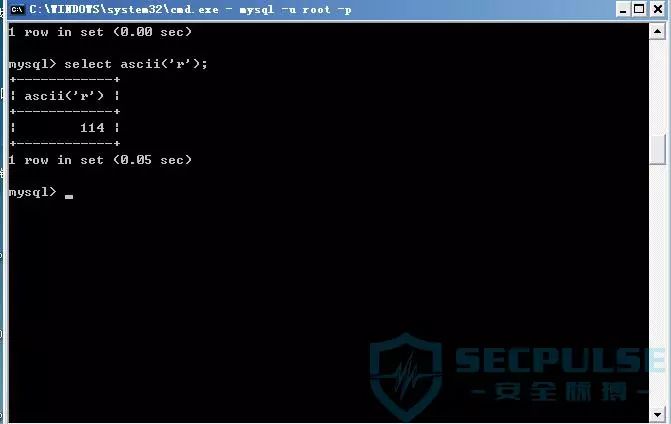 C:\WINDOWS\system32\cmd.exe - mysql -u root -p
1 row in set (0.00 sec)
mysql> select ascii('r');
+------------+
| ascii('r') |
+------------+
|        114 |
+------------+
1 row in set (0.05 sec)
mysql> _
SECPULSE
-安全脉搏-